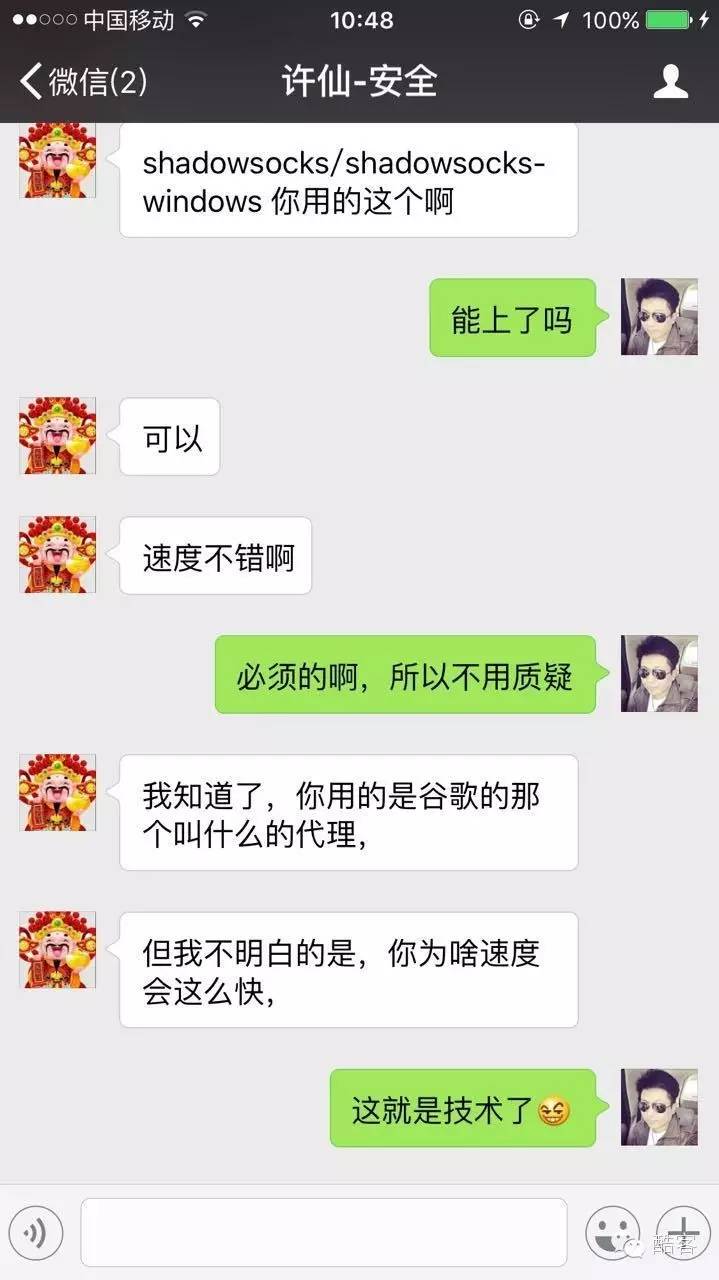 中国移动 10:48 100%
微信(2) 许仙-安全
shadowsocks/shadowsocks-
windows 你用的这个啊
能上了吗
可以
速度不错啊
必须的啊，所以不用质疑
我知道了，你用的是谷歌的那
个叫什么的代理，
但我不明白的是，你为啥速度
会这么快，
这就是技术了😏
酷客